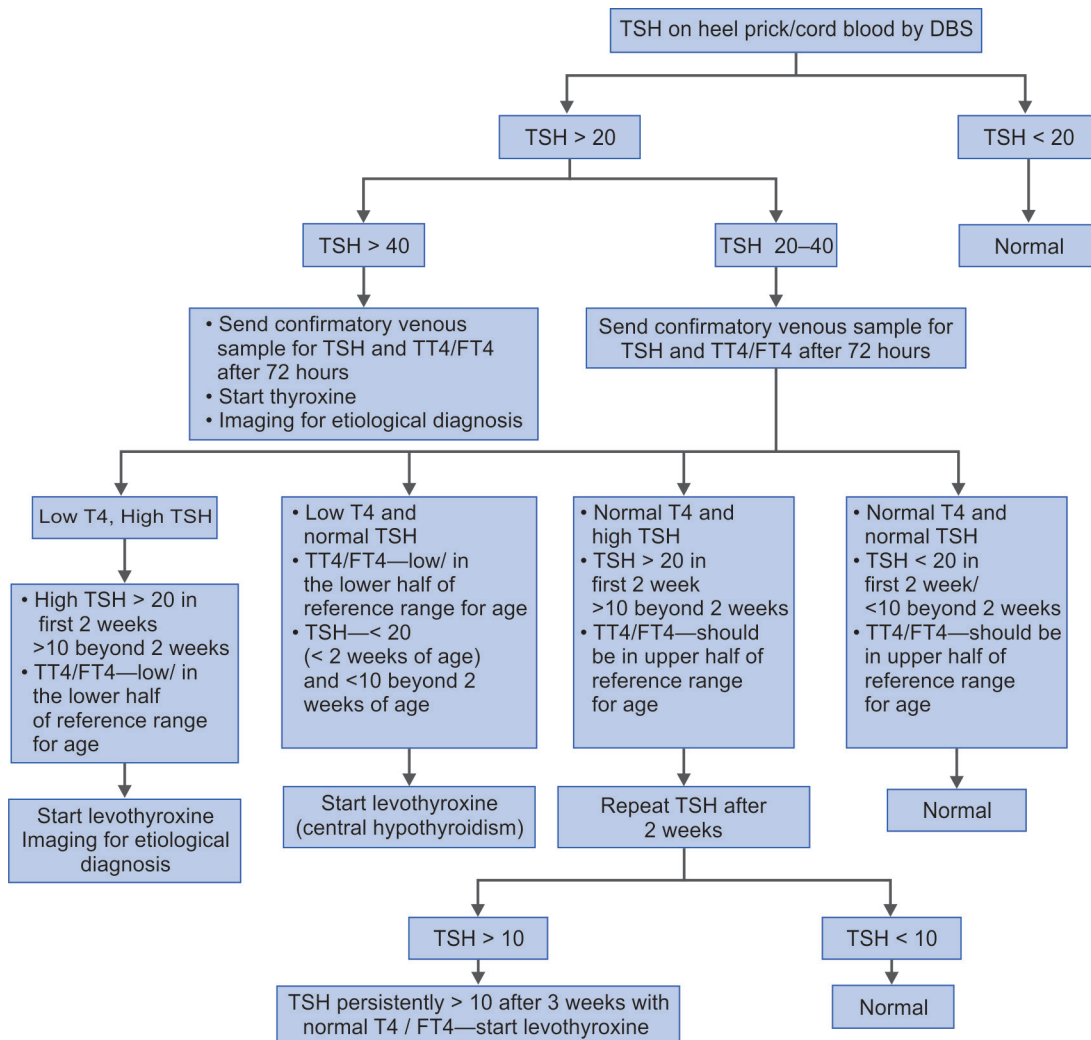 TSH on heel prick/cord blood by DBS
TSH > 20
TSH < 20
TSH > 40
TSH 20–40
Normal
• Send confirmatory venous
sample for TSH and TT4/FT4
after 72 hours
• Start thyroxine
• Imaging for etiological diagnosis
Send confirmatory venous sample for
TSH and TT4/FT4 after 72 hours
Low T4, High TSH
• High TSH > 20 in
first 2 weeks
>10 beyond 2 weeks
• TT4/FT4—low/ in
the lower half
of reference range
for age
Start levothyroxine
Imaging for etiological
diagnosis
• Low T4 and
normal TSH
• TT4/FT4—low/ in
the lower half of
reference range for age
• TSH—< 20
(< 2 weeks of age)
and <10 beyond 2
weeks of age
Start levothyroxine
(central hypothyroidism)
• Normal T4 and
high TSH
• TSH > 20 in
first 2 week
>10 beyond 2 weeks
• TT4/FT4—should
be in upper half of
reference range
for age
Repeat TSH after
2 weeks
• Normal T4 and
normal TSH
• TSH < 20 in
first 2 week/
<10 beyond 2 weeks
• TT4/FT4—should be
in upper half of
reference range
for age
Normal
TSH > 10
TSH < 10
TSH persistently > 10 after 3 weeks with
normal T4 / FT4—start levothyroxine
Normal